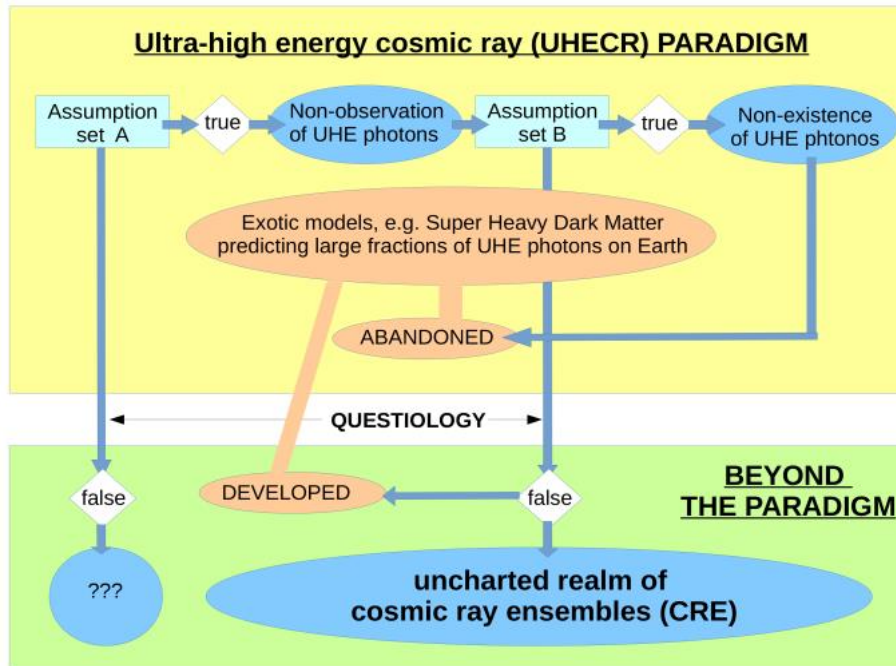 Ultra-high energy cosmic ray (UHECR) PARADIGM
Assumption
set A
true
Non-observation
of UHE photons
Assumption
set B
true
Non-existence
of UHE phtonos
Exotic models, e.g. Super Heavy Dark Matter
predicting large fractions of UHE photons on Earth
ABANDONED
QUESTIOLOGY
BEYOND
THE PARADIGM
false
DEVELOPED
false
???
uncharted realm of
cosmic ray ensembles (CRE)